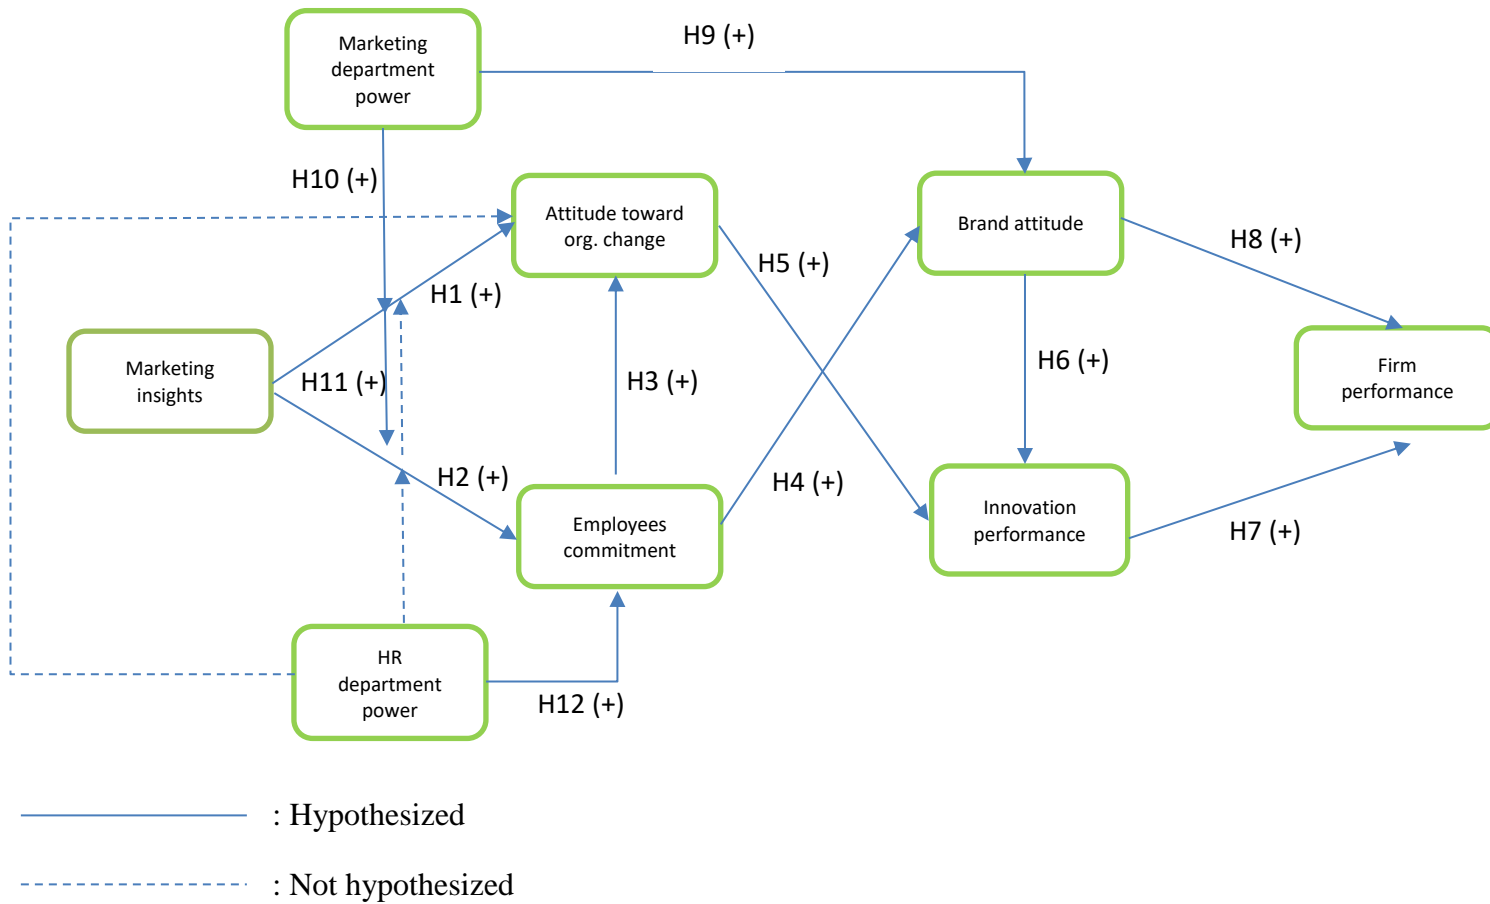 Marketing
department
power
H9 (+)
H10 (+)
Attitude toward
org. change
Brand attitude
H8 (+)
H5 (+)
H1 (+)
Marketing
insights
H11 (+)
H3 (+)
H6 (+)
Firm
performance
H2 (+)
H4 (+)
Employees
commitment
Innovation
performance
H7 (+)
HR
department
power
H12 (+)
: Hypothesized
: Not hypothesized